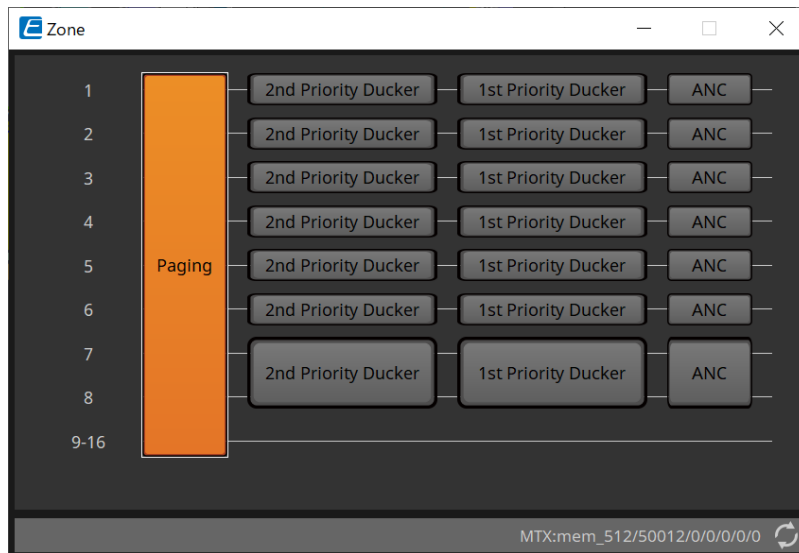 Zone
1 2nd Priority Ducker 1st Priority Ducker ANC
2 2nd Priority Ducker 1st Priority Ducker ANC
3 2nd Priority Ducker 1st Priority Ducker ANC
4 2nd Priority Ducker 1st Priority Ducker ANC
5 Paging 2nd Priority Ducker 1st Priority Ducker ANC
6 2nd Priority Ducker 1st Priority Ducker ANC
7
2nd Priority Ducker 1st Priority Ducker ANC
8
9-16
MTX:mem_512/50012/0/0/0/0/0